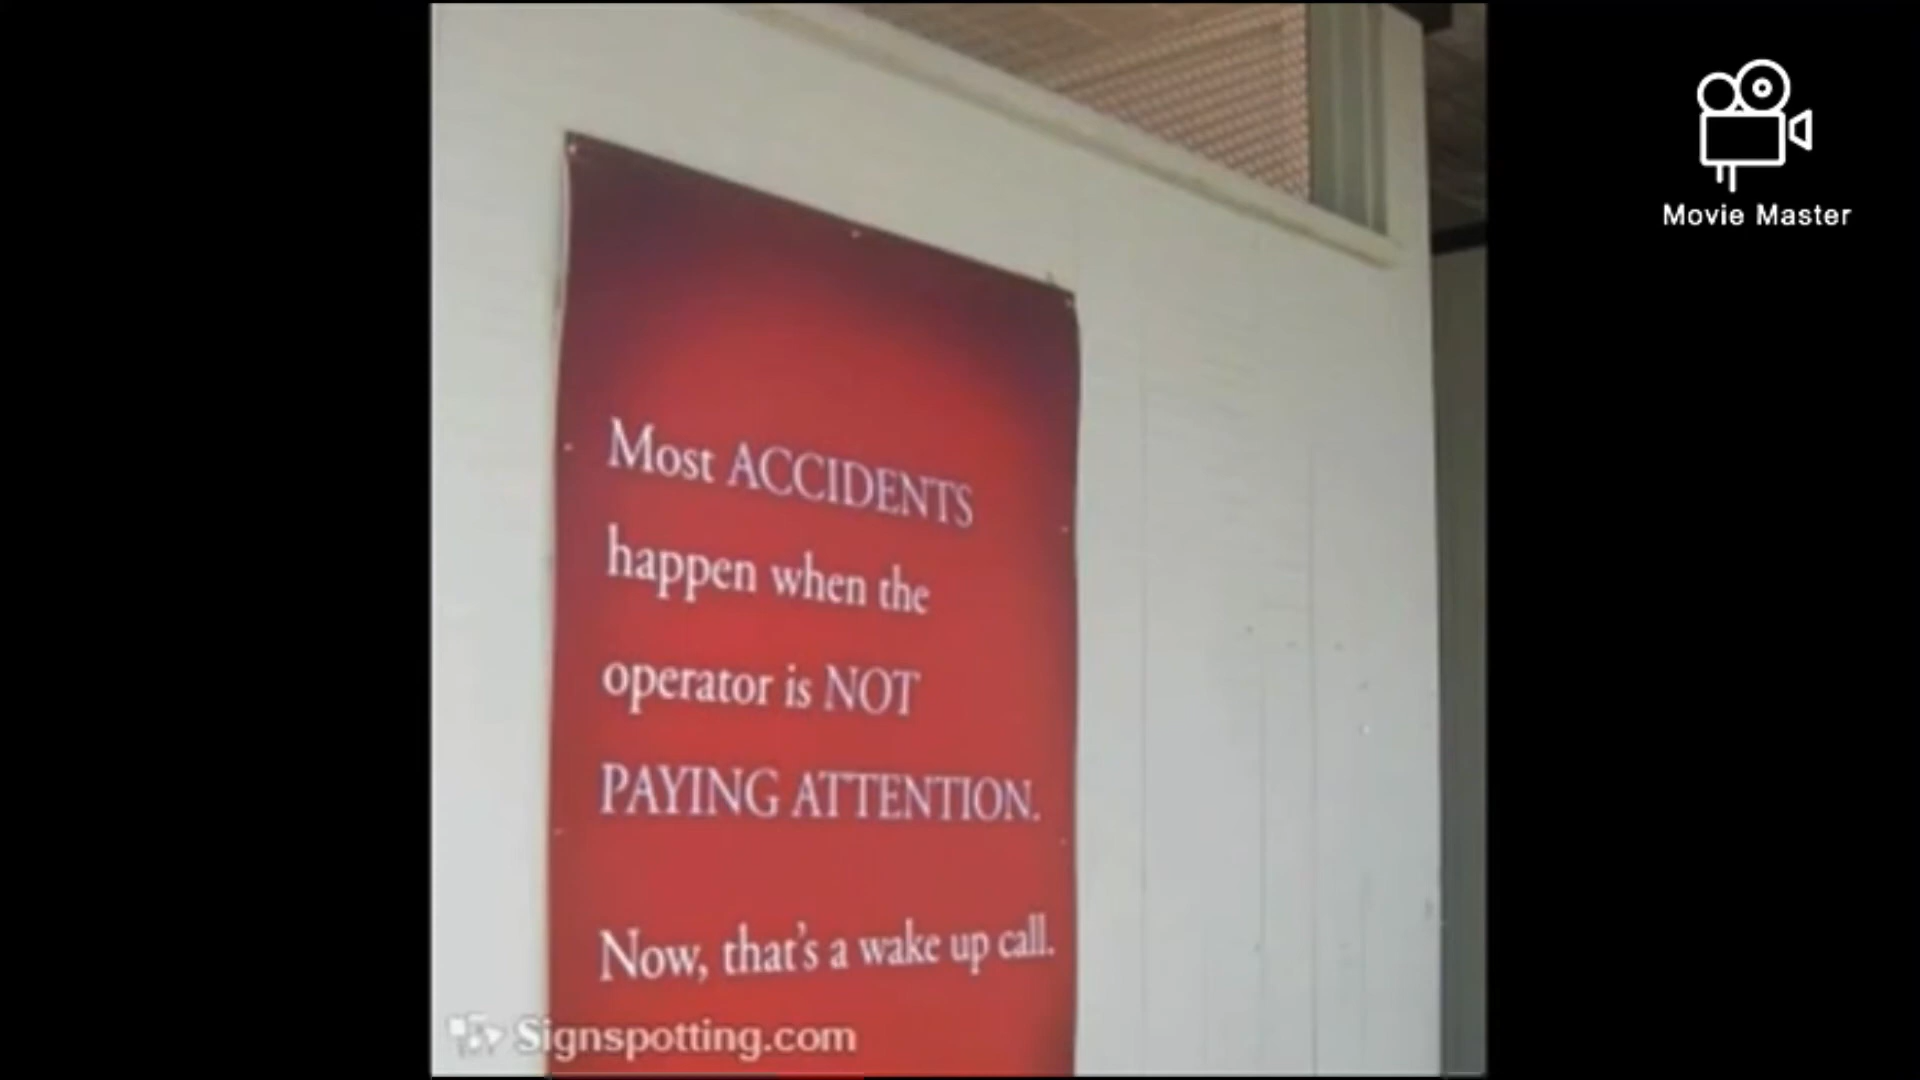 Movie Master
Most ACCIDENTS
happen when the
operator is NOT
PAYING ATTENTION.
Now, that's a wake up call.
Signspotting.com